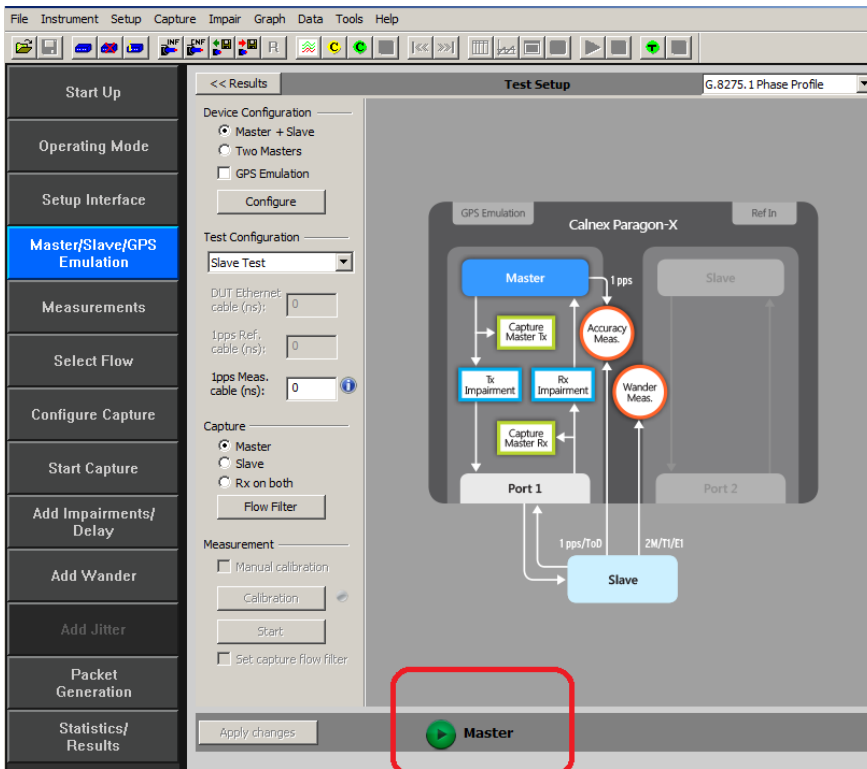 File Instrument Setup Capture Impair Graph Data Tools Help
INF CNF R C C T
Start Up
Operating Mode
Setup Interface
Master/Slave/GPS
Emulation
Measurements
Select Flow
Configure Capture
Start Capture
Add Impairments/
Delay
Add Wander
Add Jitter
Packet
Generation
Statistics/
Results
<< Results
Test Setup
G.8275.1 Phase Profile
Device Configuration
Master + Slave
Two Masters
GPS Emulation
Configure
Test Configuration
Slave Test
DUT Ethernet
cable (ns): 0
1pps Ref.
cable (ns): 0
1pps Meas.
cable (ns): 0
Capture
Master
Slave
Rx on both
Flow Filter
Measurement
Manual calibration
Calibration
Start
Set capture flow filter
Apply changes
GPS Emulation
Calnex Paragon-X
Ref In
Master
1 pps
Slave
Capture
Master Tx
Accuracy
Meas.
Tx
Impairment
Rx
Impairment
Wander
Meas.
Capture
Master Rx
Port 1
Port 2
1 pps/ToD
2M/T1/E1
Slave
Master